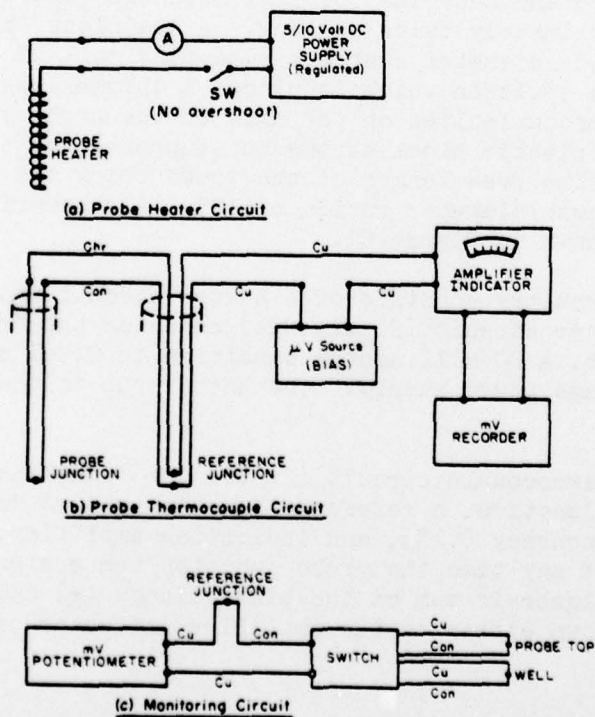 A
5/10 Volt DC
POWER
SUPPLY
(Regulated)
SW
(No overshoot)
PROBE
HEATER
(a) Probe Heater Circuit
Chr
Cu
Con
Cu
Cu
AMPLIFIER
INDICATOR
μV Source
(BIAS)
mV
RECORDER
PROBE
JUNCTION
REFERENCE
JUNCTION
(b) Probe Thermocouple Circuit
REFERENCE
JUNCTION
mV
POTENTIOMETER
Cu
Con
Cu
SWITCH
Cu
Con
PROBE TOP
Cu
WELL
Con
(c) Monitoring Circuit